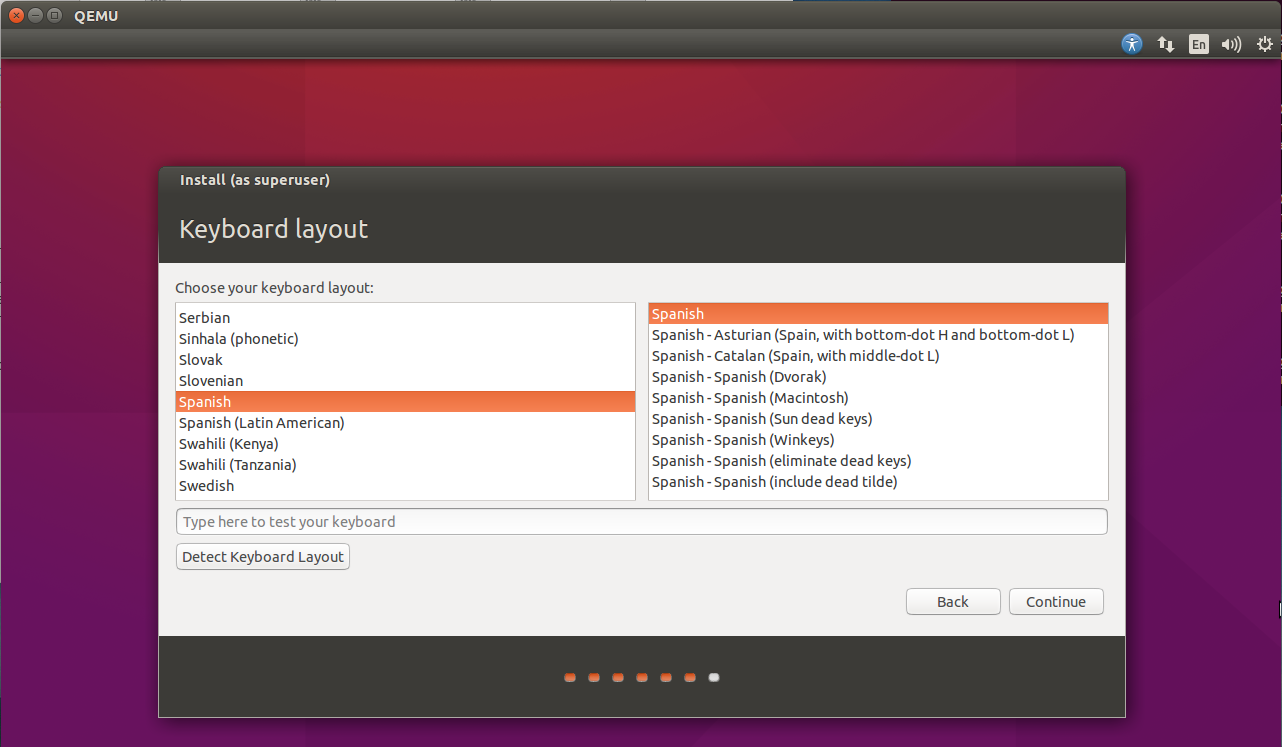 QEMU
En
Install (as superuser)
Keyboard layout
Choose your keyboard layout:
Serbian
Sinhala (phonetic)
Slovak
Slovenian
Spanish
Spanish (Latin American)
Swahili (Kenya)
Swahili (Tanzania)
Swedish
Spanish
Spanish - Asturian (Spain, with bottom-dot H and bottom-dot L)
Spanish - Catalan (Spain, with middle-dot L)
Spanish - Spanish (Dvorak)
Spanish - Spanish (Macintosh)
Spanish - Spanish (Sun dead keys)
Spanish - Spanish (Winkeys)
Spanish - Spanish (eliminate dead keys)
Spanish - Spanish (include dead tilde)
Type here to test your keyboard
Detect Keyboard Layout
Back
Continue